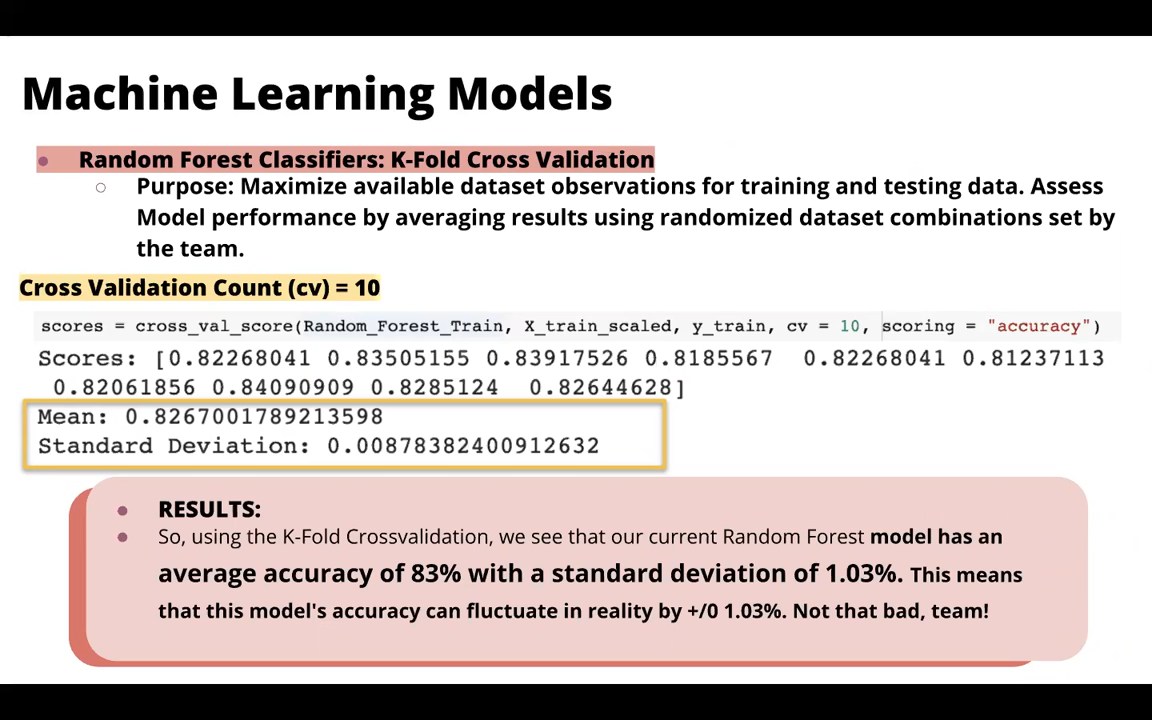 Machine Learning Models
Random Forest Classifiers: K-Fold Cross Validation
Purpose: Maximize available dataset observations for training and testing data. Assess
Model performance by averaging results using randomized dataset combinations set by
the team.
Cross Validation Count (cv) = 10
scores = cross_val_score(Random_Forest_Train, X_train_scaled, y_train, cv = 10, scoring = "accuracy")
Scores: [0.82268041 0.83505155 0.83917526 0.8185567  0.82268041 0.81237113
0.82061856 0.84090909 0.8285124  0.82644628]
Mean: 0.8267001789213598
Standard Deviation: 0.00878382400912632
RESULTS:
So, using the K-Fold Crossvalidation, we see that our current Random Forest model has an
average accuracy of 83% with a standard deviation of 1.03%. This means
that this model's accuracy can fluctuate in reality by +/0 1.03%. Not that bad, team!